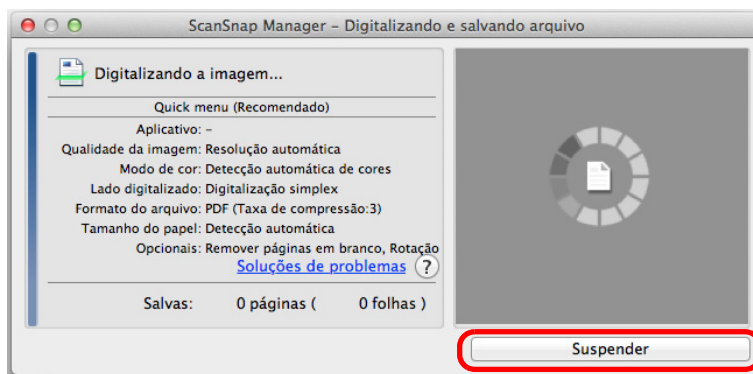 ScanSnap Manager – Digitalizando e salvando arquivo
Digitalizando a imagem...
Quick menu (Recomendado)
Aplicativo: –
Qualidade da imagem: Resolução automática
Modo de cor: Detecção automática de cores
Lado digitalizado: Digitalização simplex
Formato do arquivo: PDF (Taxa de compressão:3)
Tamanho do papel: Detecção automática
Opcionais: Remover páginas em branco, Rotação
Soluções de problemas ?
Salvas: 0 páginas ( 0 folhas )
Suspender